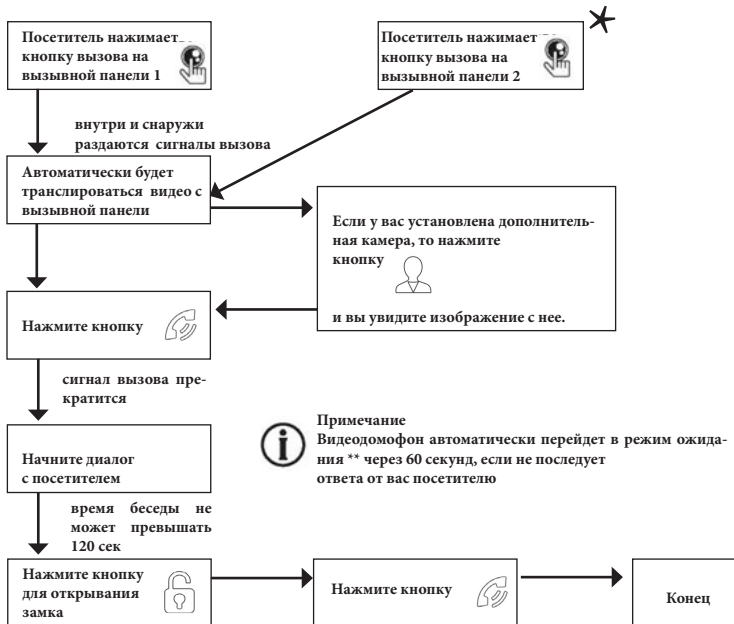 Посетитель нажимает
кнопку вызова на
вызывной панели 1
Посетитель нажимает
кнопку вызова на
вызывной панели 2
внутри и снаружи
раздаются сигналы вызова
Автоматически будет
транслироваться видео с
вызывной панели
Если у вас установлена дополнитель-
ная камера, то нажмите
кнопку
и вы увидите изображение с нее.
Нажмите кнопку
сигнал вызова пре-
кратится
Примечание
Видеодомофон автоматически перейдет в режим ожида-
ния ** через 60 секунд, если не последует
ответа от вас посетителю
Начните диалог
с посетителем
время беседы не
может превышать
120 сек
Нажмите кнопку
для открывания
замка
Нажмите кнопку
Конец